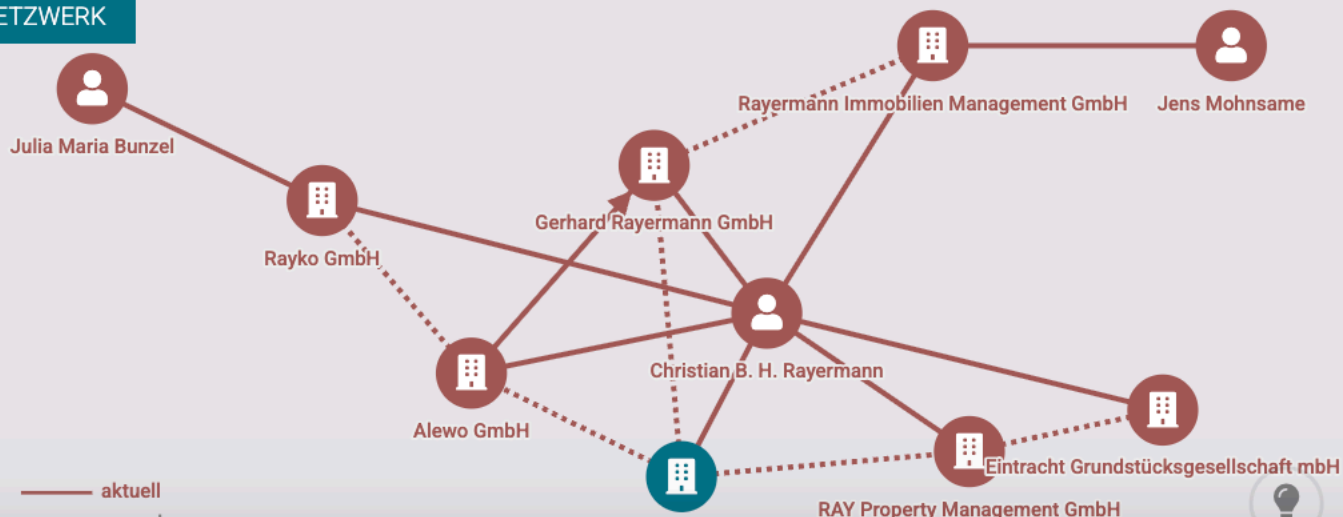 ETZWERK
Rayermann Immobilien Management GmbH
Jens Mohnsame
Julia Maria Bunzel
Gerhard Rayermann GmbH
Rayko GmbH
Christian B. H. Rayermann
Alewo GmbH
Eintracht Grundstücksgesellschaft mbH
aktuell
RAY Property Management GmbH